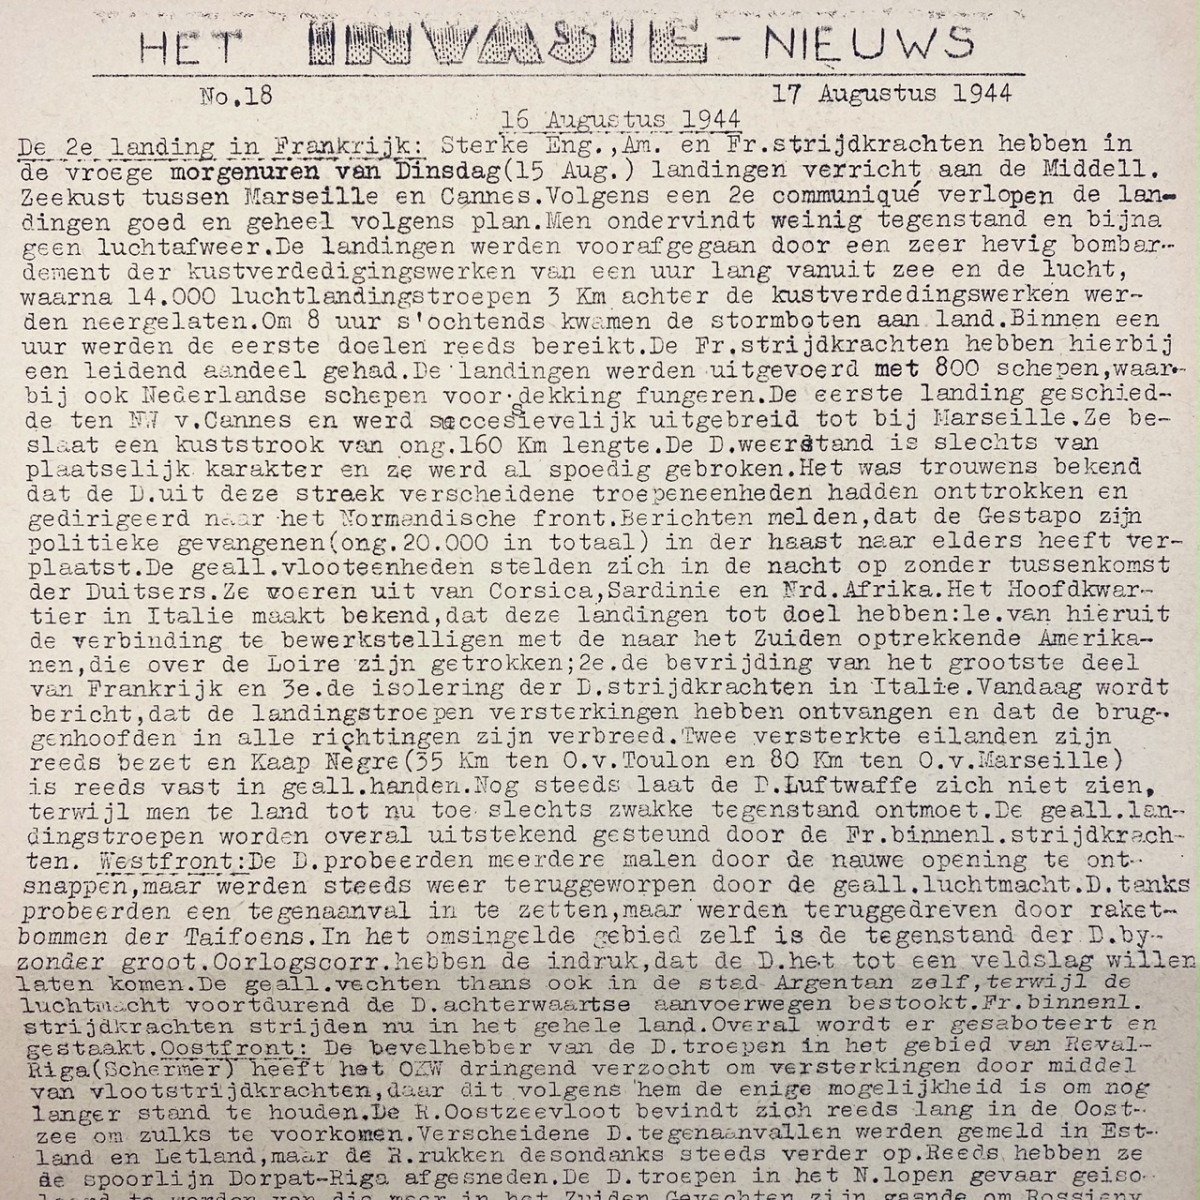 HET INVASIE-NIEUWS
No.18 17 Augustus 1944
16 Augustus 1944
De 2e landing in Frankrijk: Sterke Eng.,Am. en Fr.strijdkrachten hebben in
de vroege morgenuren van Dinsdag(15 Aug.) landingen verricht aan de Middell.
Zeekust tussen Marseille en Cannes.Volgens een 2e communiqué verlopen de lan-
dingen goed en geheel volgens plan.Men ondervindt weinig tegenstand en bijna
geen luchtafweer.De landingen werden voorafgegaan door een zeer hevig bombar-
dement der kustverdedigingswerken van een uur lang vanuit zee en de lucht,
waarna 14.000 luchtlandingstroepen 3 Km achter de kustverdedingswerken wer-
den neergelaten.Om 8 uur s'ochtends kwamen de stormboten aan land.Binnen een
uur werden de eerste doelen reeds bereikt.De Fr.strijdkrachten hebben hierbij
een leidend aandeel gehad.De landingen werden uitgevoerd met 800 schepen,waar-
bij ook Nederlandse schepen voor dekking fungeren.De eerste landing geschied-
de ten NW v.Cannes en werd successievelijk uitgebreid tot bij Marseille.Ze be-
slaat een kuststrook van ong.160 Km lengte.De D.weerstand is slechts van
plaatselijk karakter en ze werd al spoedig gebroken.Het was trouwens bekend
dat de D.uit deze streek verscheidene troepeneenheden hadden onttrokken en
gedirigeerd naar het Normandische front.Berichten melden,dat de Gestapo zijn
politieke gevangenen(ong.20.000 in totaal) in der haast naar elders heeft ver-
plaatst.De geall.vlooteenheden stelden zich in de nacht op zonder tussenkomst
der Duitsers.Ze voeren uit van Corsica,Sardinie en Nrd.Afrika.Het Hoofdkwar-
tier in Italie maakt bekend,dat deze landingen tot doel hebben:1e.van hieruit
de verbinding te bewerkstelligen met de naar het Zuiden optrekkende Amerika-
nen,die over de Loire zijn getrokken;2e.de bevrijding van het grootste deel
van Frankrijk en 3e.de isolering der D.strijdkrachten in Italie.Vandaag wordt
bericht,dat de landingstroepen versterkingen hebben ontvangen en dat de brug-
genhoofden in alle richtingen zijn verbreed.Twee versterkte eilanden zijn
reeds bezet en Kaap Nègre(35 Km ten O.v.Toulon en 80 Km ten O.v.Marseille)
is reeds vast in geall.handen.Nog steeds laat de D.Luftwaffe zich niet zien,
terwijl men te land tot nu toe slechts zwakke tegenstand ontmoet.De geall.lan-
dingstroepen worden overal uitstekend gesteund door de Fr.binnenl.strijdkrach-
ten. Westfront:De D.probeerden meerdere malen door de nauwe opening te ont-
snappen,maar werden steeds weer teruggeworpen door de geall.luchtmacht.D.tanks
probeerden een tegenaanval in te zetten,maar werden teruggedreven door raket-
bommen der Taifoens.In het omsingelde gebied zelf is de tegenstand der D.by-
zonder groot.Oorlogscorr.hebben de indruk,dat de D.het tot een veldslag willen
laten komen.De geall.vechten thans ook in de stad Argentan zelf,terwijl de
luchtmacht voortdurend de D.achterwaartse aanvoerwegen bestookt.Fr.binnenl.
strijdkrachten strijden nu in het gehele land.Overal wordt er gesaboteert en
gestaakt.Oostfront: De bevelhebber van de D.troepen in het gebied van Reval-
Riga(Schermer) heeft het OKW dringend verzocht om versterkingen door middel
van vlootstrijdkrachten,daar dit volgens hem de enige mogelijkheid is om nog
langer stand te houden.De R.Oostzeevloot bevindt zich reeds lang in de Oost-
zee om zulks te voorkomen.Verscheidene D.tegenaanvallen werden gemeld in Est-
land en Letland,maar de R.rukken desondanks steeds verder op.Reeds hebben ze
de spoorlijn Dorpat-Riga afgesneden.De D.troepen in het N.lopen gevaar geiso-
leerd te worden van die meer in het Zuiden Gevechten zijn gaande om Rossieny